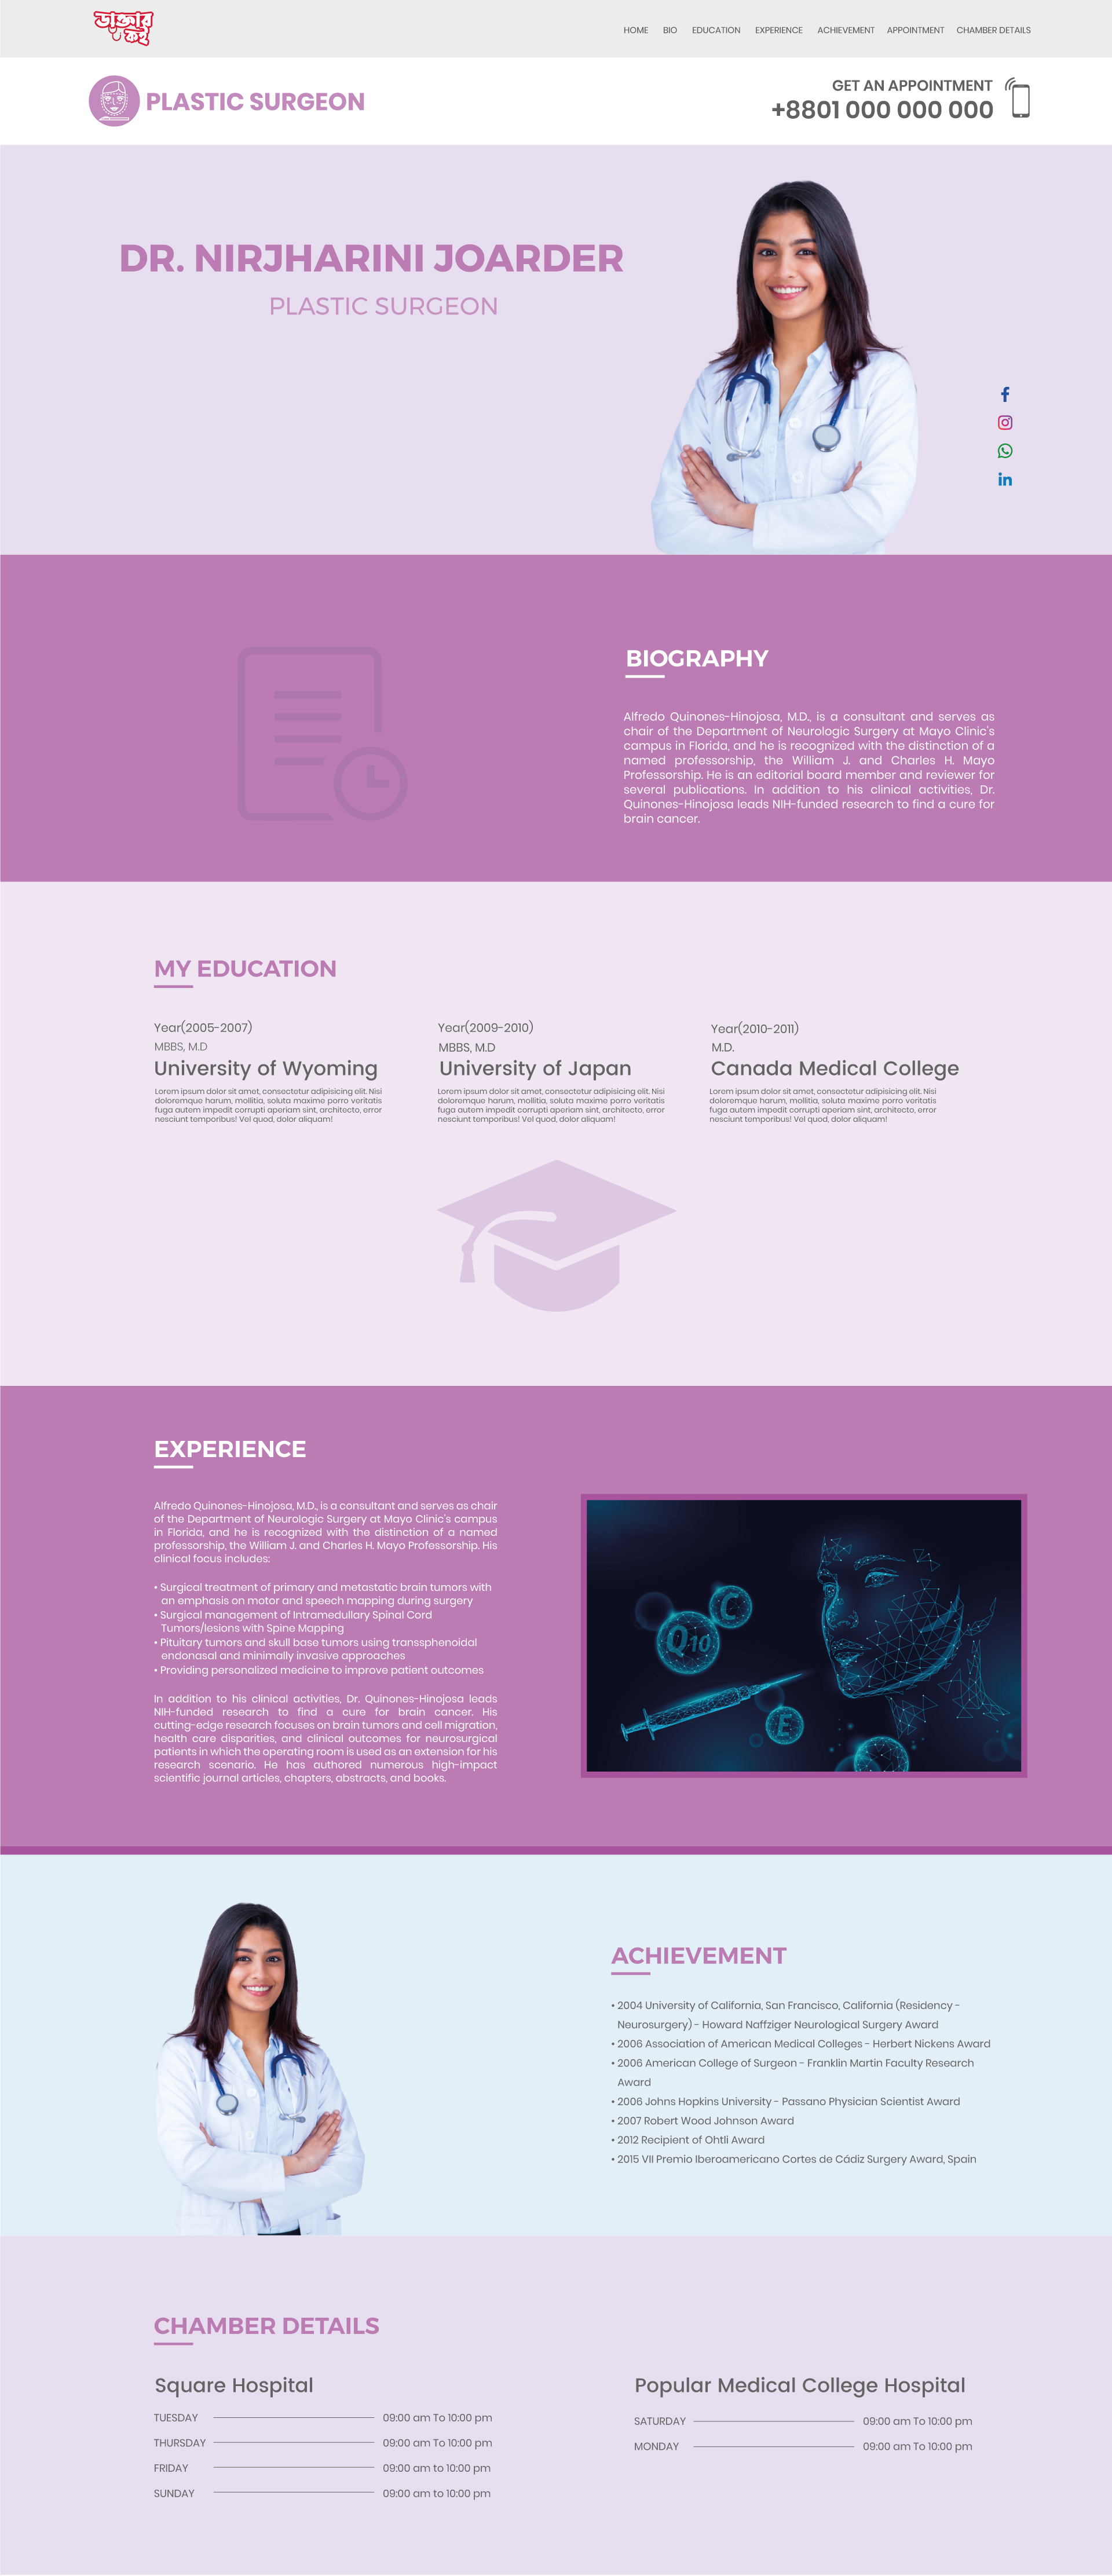 ডাক্তার
কই
HOME BIO EDUCATION EXPERIENCE ACHIEVEMENT APPOINTMENT CHAMBER DETAILS
PLASTIC SURGEON
GET AN APPOINTMENT
+8801 000 000 000
DR. NIRJHARINI JOARDER
PLASTIC SURGEON
BIOGRAPHY
Alfredo Quinones-Hinojosa, M.D., is a consultant and serves as
chair of the Department of Neurologic Surgery at Mayo Clinic's
campus in Florida, and he is recognized with the distinction of a
named professorship, the William J. and Charles H. Mayo
Professorship. He is an editorial board member and reviewer for
several publications. In addition to his clinical activities, Dr.
Quinones-Hinojosa leads NIH-funded research to find a cure for
brain cancer.
MY EDUCATION
Year(2005-2007)
MBBS, M.D
University of Wyoming
Lorem ipsum dolor sit amet, consectetur adipisicing elit. Nisi
doloremque harum, mollitia, soluta maxime porro veritatis
fuga autem impedit corrupti aperiam sint, architecto, error
nesciunt temporibus! Vel quod, dolor aliquam!
Year(2009-2010)
MBBS, M.D
University of Japan
Lorem ipsum dolor sit amet, consectetur adipisicing elit. Nisi
doloremque harum, mollitia, soluta maxime porro veritatis
fuga autem impedit corrupti aperiam sint, architecto, error
nesciunt temporibus! Vel quod, dolor aliquam!
Year(2010-2011)
M.D.
Canada Medical College
Lorem ipsum dolor sit amet, consectetur adipisicing elit. Nisi
doloremque harum, mollitia, soluta maxime porro veritatis
fuga autem impedit corrupti aperiam sint, architecto, error
nesciunt temporibus! Vel quod, dolor aliquam!
EXPERIENCE
Alfredo Quinones-Hinojosa, M.D., is a consultant and serves as chair
of the Department of Neurologic Surgery at Mayo Clinic's campus
in Florida, and he is recognized with the distinction of a named
professorship, the William J. and Charles H. Mayo Professorship. His
clinical focus includes:
• Surgical treatment of primary and metastatic brain tumors with
an emphasis on motor and speech mapping during surgery
• Surgical management of Intramedullary Spinal Cord
Tumors/lesions with Spine Mapping
• Pituitary tumors and skull base tumors using transsphenoidal
endonasal and minimally invasive approaches
• Providing personalized medicine to improve patient outcomes
In addition to his clinical activities, Dr. Quinones-Hinojosa leads
NIH-funded research to find a cure for brain cancer. His
cutting-edge research focuses on brain tumors and cell migration,
health care disparities, and clinical outcomes for neurosurgical
patients in which the operating room is used as an extension for his
research scenario. He has authored numerous high-impact
scientific journal articles, chapters, abstracts, and books.
C
Q10
E
ACHIEVEMENT
• 2004 University of California, San Francisco, California (Residency -
Neurosurgery) - Howard Naffziger Neurological Surgery Award
• 2006 Association of American Medical Colleges - Herbert Nickens Award
• 2006 American College of Surgeon - Franklin Martin Faculty Research
Award
• 2006 Johns Hopkins University - Passano Physician Scientist Award
• 2007 Robert Wood Johnson Award
• 2012 Recipient of Ohtli Award
• 2015 VII Premio Iberoamericano Cortes de Cádiz Surgery Award, Spain
CHAMBER DETAILS
Square Hospital
TUESDAY 09:00 am To 10:00 pm
THURSDAY 09:00 am To 10:00 pm
FRIDAY 09:00 am to 10:00 pm
SUNDAY 09:00 am to 10:00 pm
Popular Medical College Hospital
SATURDAY 09:00 am To 10:00 pm
MONDAY 09:00 am To 10:00 pm